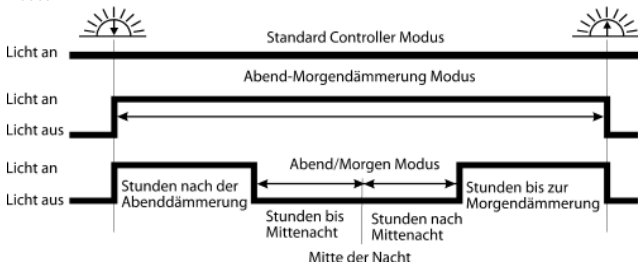 Standard Controller Modus
Licht an
Abend-Morgendämmerung Modus
Licht an
Licht aus
Licht an
Abend/Morgen Modus
Stunden nach der
Abenddämmerung
Stunden bis zur
Morgendämmerung
Licht aus
Stunden bis
Mittenacht
Stunden nach
Mittenacht
Mitte der Nacht